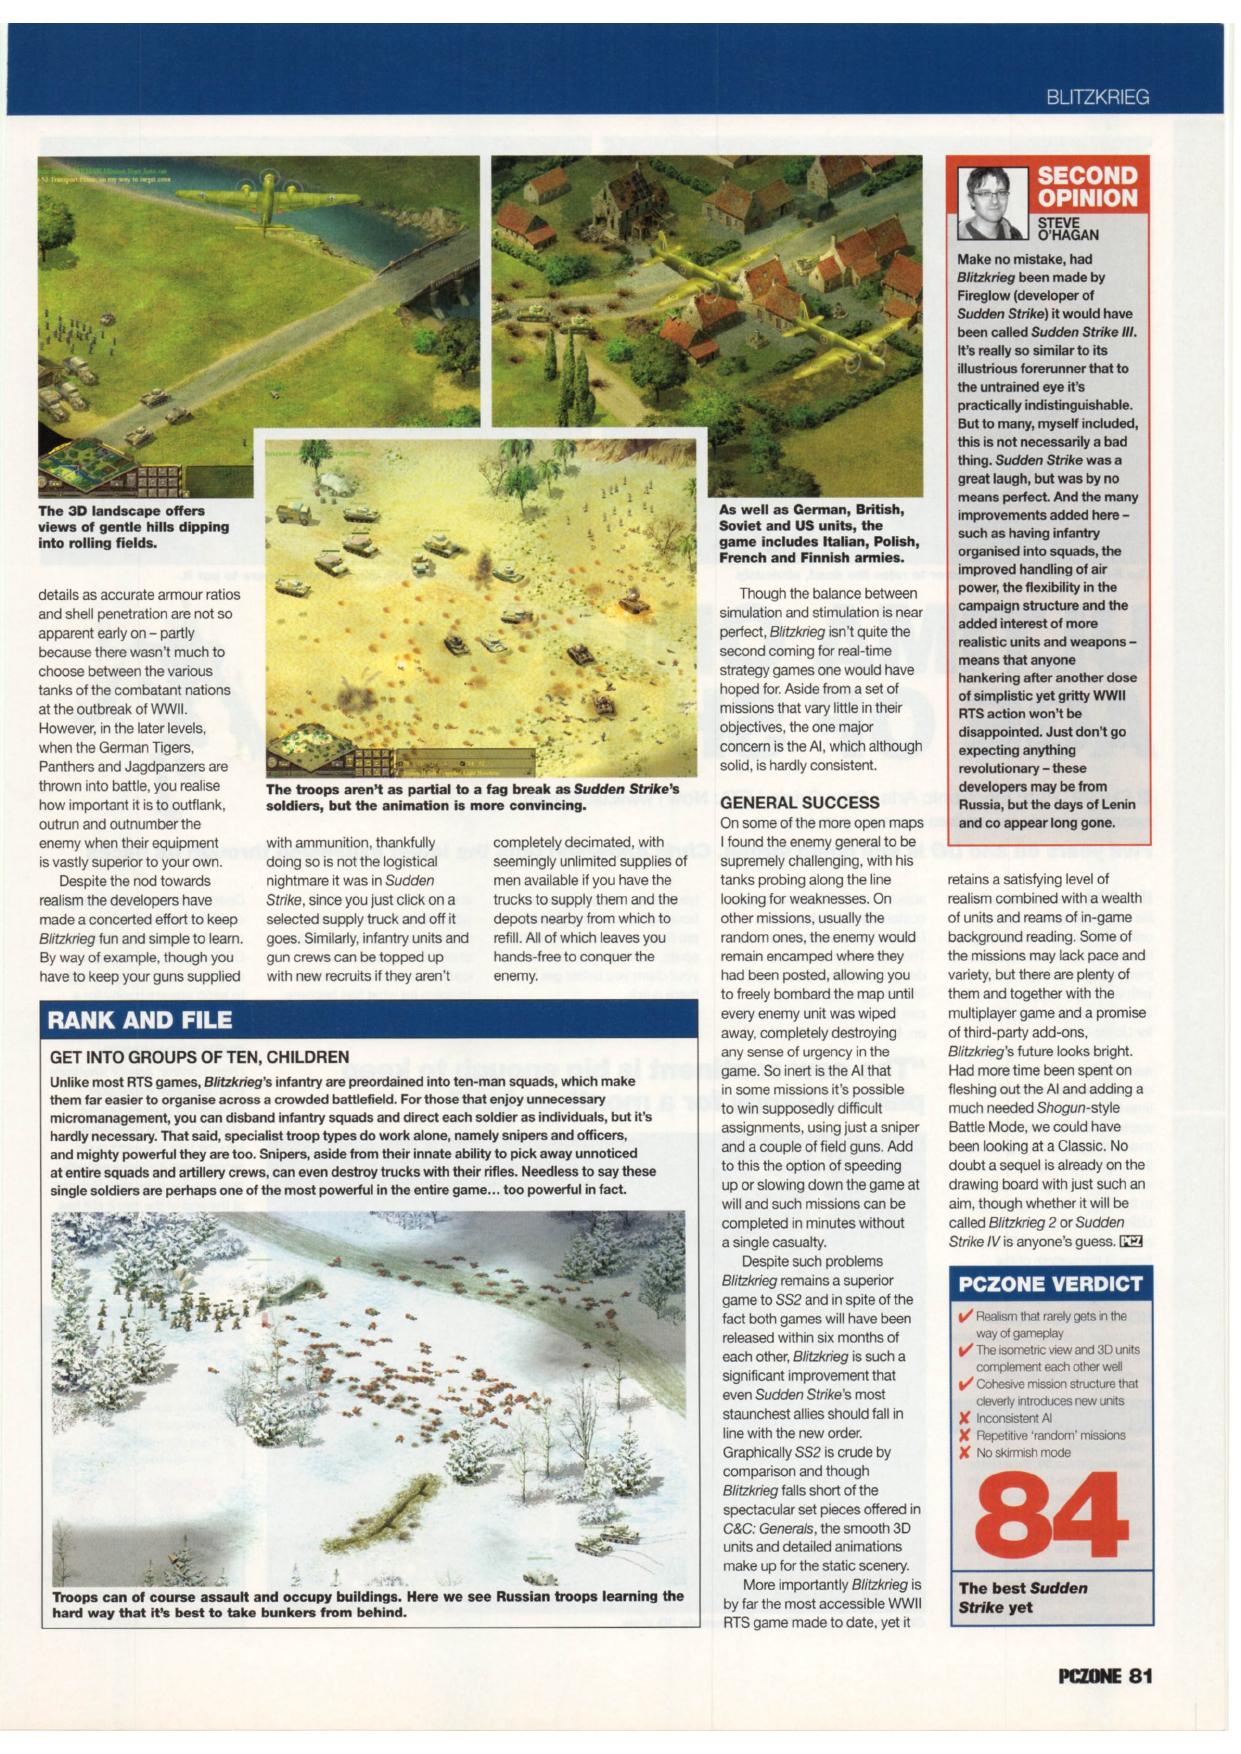 BLITZKRIEG
The 3D landscape offers
views of gentle hills dipping
into rolling fields.
As well as German, British,
Soviet and US units, the
game includes Italian, Polish,
French and Finnish armies.
The troops aren't as partial to a fag break as Sudden Strike's
soldiers, but the animation is more convincing.
details as accurate armour ratios
and shell penetration are not so
apparent early on – partly
because there wasn't much to
choose between the various
tanks of the combatant nations
at the outbreak of WWII.
However, in the later levels,
when the German Tigers,
Panthers and Jagdpanzers are
thrown into battle, you realise
how important it is to outflank,
outrun and outnumber the
enemy when their equipment
is vastly superior to your own.
Despite the nod towards
realism the developers have
made a concerted effort to keep
Blitzkrieg fun and simple to learn.
By way of example, though you
have to keep your guns supplied
with ammunition, thankfully
doing so is not the logistical
nightmare it was in Sudden
Strike, since you just click on a
selected supply truck and off it
goes. Similarly, infantry units and
gun crews can be topped up
with new recruits if they aren't
completely decimated, with
seemingly unlimited supplies of
men available if you have the
trucks to supply them and the
depots nearby from which to
refill. All of which leaves you
hands-free to conquer the
enemy.
Though the balance between
simulation and stimulation is near
perfect, Blitzkrieg isn't quite the
second coming for real-time
strategy games one would have
hoped for. Aside from a set of
missions that vary little in their
objectives, the one major
concern is the AI, which although
solid, is hardly consistent.
GENERAL SUCCESS
On some of the more open maps
I found the enemy general to be
supremely challenging, with his
tanks probing along the line
looking for weaknesses. On
other missions, usually the
random ones, the enemy would
remain encamped where they
had been posted, allowing you
to freely bombard the map until
every enemy unit was wiped
away, completely destroying
any sense of urgency in the
game. So inert is the AI that
in some missions it's possible
to win supposedly difficult
assignments, using just a sniper
and a couple of field guns. Add
to this the option of speeding
up or slowing down the game at
will and such missions can be
completed in minutes without
a single casualty.
Despite such problems
Blitzkrieg remains a superior
game to SS2 and in spite of the
fact both games will have been
released within six months of
each other, Blitzkrieg is such a
significant improvement that
even Sudden Strike's most
staunchest allies should fall in
line with the new order.
Graphically SS2 is crude by
comparison and though
Blitzkrieg falls short of the
spectacular set pieces offered in
C&C: Generals, the smooth 3D
units and detailed animations
make up for the static scenery.
More importantly Blitzkrieg is
by far the most accessible WWII
RTS game made to date, yet it
retains a satisfying level of
realism combined with a wealth
of units and reams of in-game
background reading. Some of
the missions may lack pace and
variety, but there are plenty of
them and together with the
multiplayer game and a promise
of third-party add-ons,
Blitzkrieg's future looks bright.
Had more time been spent on
fleshing out the AI and adding a
much needed Shogun-style
Battle Mode, we could have
been looking at a Classic. No
doubt a sequel is already on the
drawing board with just such an
aim, though whether it will be
called Blitzkrieg 2 or Sudden
Strike IV is anyone's guess. PCZ
SECOND
OPINION
STEVE
O'HAGAN
Make no mistake, had
Blitzkrieg been made by
Fireglow (developer of
Sudden Strike) it would have
been called Sudden Strike III.
It's really so similar to its
illustrious forerunner that to
the untrained eye it's
practically indistinguishable.
But to many, myself included,
this is not necessarily a bad
thing. Sudden Strike was a
great laugh, but was by no
means perfect. And the many
improvements added here –
such as having infantry
organised into squads, the
improved handling of air
power, the flexibility in the
campaign structure and the
added interest of more
realistic units and weapons –
means that anyone
hankering after another dose
of simplistic yet gritty WWII
RTS action won't be
disappointed. Just don't go
expecting anything
revolutionary – these
developers may be from
Russia, but the days of Lenin
and co appear long gone.
RANK AND FILE
GET INTO GROUPS OF TEN, CHILDREN
Unlike most RTS games, Blitzkrieg's infantry are preordained into ten-man squads, which make
them far easier to organise across a crowded battlefield. For those that enjoy unnecessary
micromanagement, you can disband infantry squads and direct each soldier as individuals, but it's
hardly necessary. That said, specialist troop types do work alone, namely snipers and officers,
and mighty powerful they are too. Snipers, aside from their innate ability to pick away unnoticed
at entire squads and artillery crews, can even destroy trucks with their rifles. Needless to say these
single soldiers are perhaps one of the most powerful in the entire game... too powerful in fact.
Troops can of course assault and occupy buildings. Here we see Russian troops learning the
hard way that it's best to take bunkers from behind.
PCZONE VERDICT
Realism that rarely gets in the
way of gameplay
The isometric view and 3D units
complement each other well
Cohesive mission structure that
cleverly introduces new units
Inconsistent AI
Repetitive 'random' missions
No skirmish mode
84
The best Sudden
Strike yet
PCZONE 81